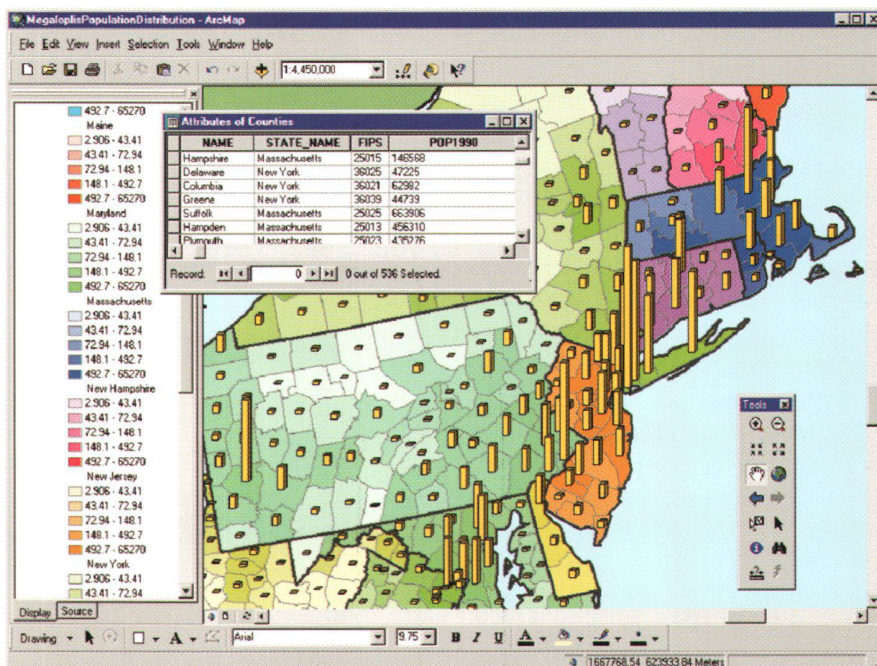 MegaloplisPopulationDistribution - ArcMap
File Edit View Insert Selection Tools Window Help
1:4,450,000
492.7 - 65270
Maine
2.906 - 43.41
43.41 - 72.94
72.94 - 148.1
148.1 - 492.7
492.7 - 65270
Maryland
2.906 - 43.41
43.41 - 72.94
72.94 - 148.1
148.1 - 492.7
492.7 - 65270
Massachusetts
2.906 - 43.41
43.41 - 72.94
72.94 - 148.1
148.1 - 492.7
492.7 - 65270
New Hampshire
2.906 - 43.41
43.41 - 72.94
72.94 - 148.1
148.1 - 492.7
492.7 - 65270
New Jersey
2.906 - 43.41
43.41 - 72.94
72.94 - 148.1
148.1 - 492.7
492.7 - 65270
New York
2.906 - 43.41
43.41 - 72.94
Display Source
Attributes of Counties
NAME STATE_NAME FIPS POP1990
Hampshire Massachusetts 25015 146568
Delaware New York 36025 47225
Columbia New York 36021 62982
Greene New York 36039 44739
Suffolk Massachusetts 25025 663906
Hampden Massachusetts 25013 456310
Plymouth Massachusetts 25023 435276
Record: 0 0 out of 536 Selected.
Tools
Drawing A Arial 9.75 B I U A
1667768.54 623933.84 Meters